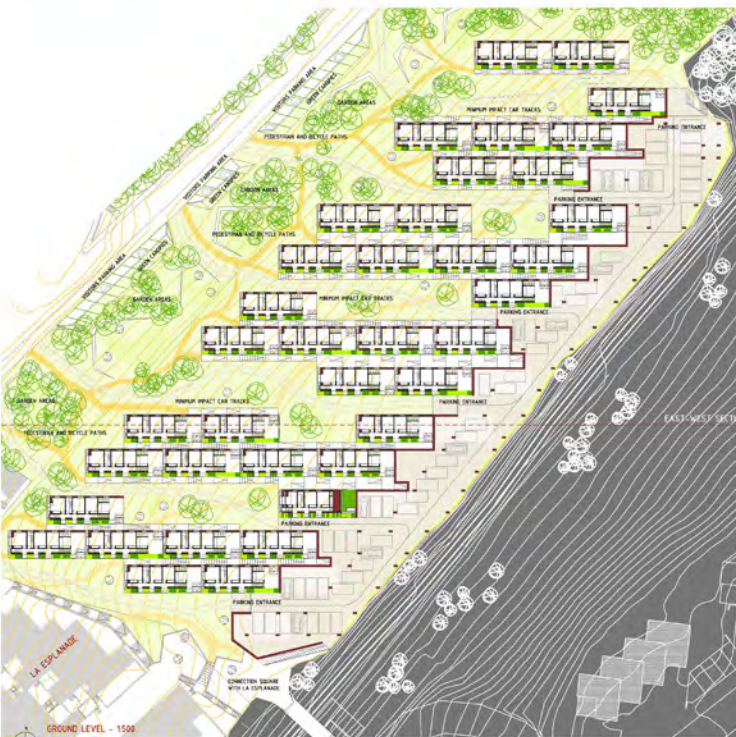 VISITORS PARKING AREA
GREEN CANOPIES
GARDEN AREAS
MINIMUM IMPACT CAR TRACKS
PARKING ENTRANCE
PEDESTRIAN AND BICYCLE PATHS
VISITORS PARKING AREA
GREEN CANOPIES
GARDEN AREAS
PARKING ENTRANCE
PEDESTRIAN AND BICYCLE PATHS
VISITORS PARKING AREA
GREEN CANOPIES
GARDEN AREAS
MINIMUM IMPACT CAR TRACKS
PARKING ENTRANCE
GARDEN AREAS
MINIMUM IMPACT CAR TRACKS
PARKING ENTRANCE
EAST-WEST SECT
PEDESTRIAN AND BICYCLE PATHS
PARKING ENTRANCE
PARKING ENTRANCE
LA ESPLANADE
CONNECTION SQUARE
WITH LA ESPLANADE
GROUND LEVEL - 1:500